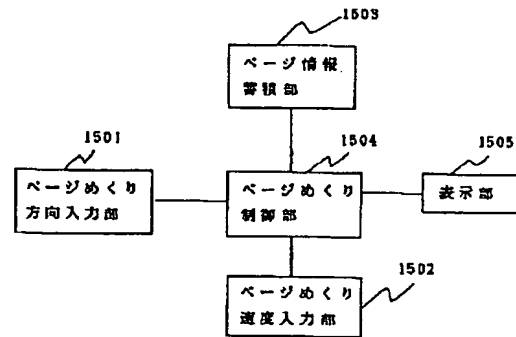 1503
ページ情報
蓄積部
1501
1504
1505
ページめくり
方向入力部
ページめくり
制御部
表示部
ページめくり
速度入力部
1502